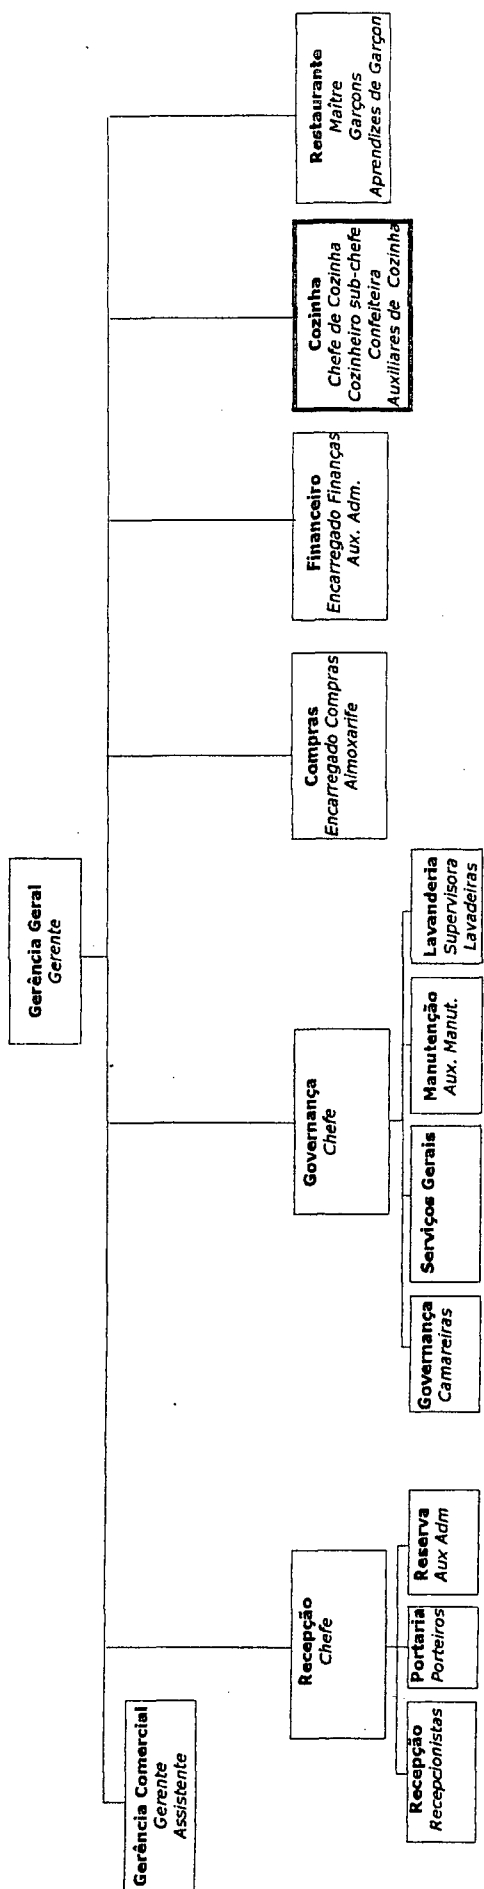 Gerência Geral
Gerente
Gerência Comercial
Gerente
Assistente
Recepção
Chefe
Governança
Chefe
Compras
Encarregado Compras
Almoxarife
Financeiro
Encarregado Finanças
Aux. Adm.
Cozinha
Chefe de Cozinha
Cozinheiro sub-chefe
Confeiteira
Auxiliares de Cozinha
Restaurante
Maître
Garçons
Aprendizes de Garçon
Recepção
Recepcionistas
Portaria
Porteiros
Reserva
Aux Adm
Governança
Camareiras
Serviços Gerais
Manutenção
Aux. Manut.
Lavanderia
Supervisora
Lavadeiras